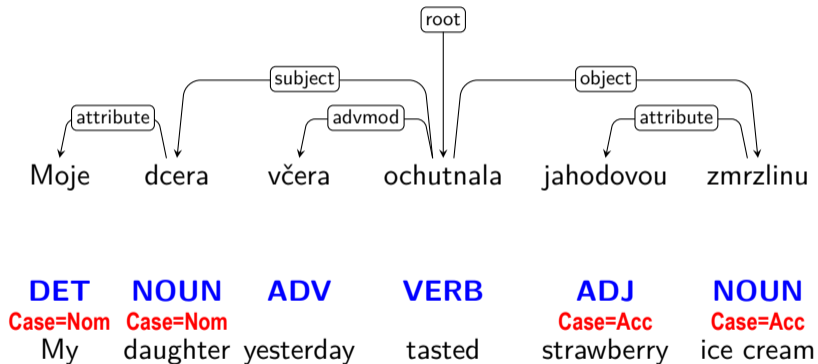 root
subject object
attribute advmod attribute
Moje dcera včera ochutnala jahodovou zmrzlinu
DET NOUN ADV VERB ADJ NOUN
Case=Nom Case=Nom Case=Acc Case=Acc
My daughter yesterday tasted strawberry ice cream